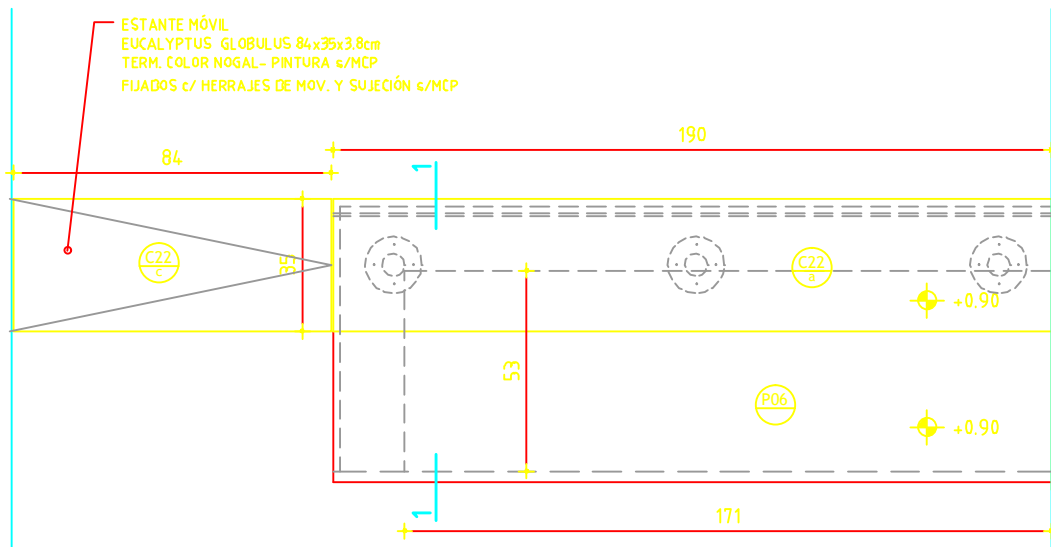 ESTANTE MÓVIL
EUCALYPTUS GLOBULUS 84x35x3.8cm
TERM. COLOR NOGAL- PINTURA s/MCP
FIJADOS c/ HERRAJES DE MOV. Y SUJECIÓN s/MCP
190
84
1
C22
c
35
C22
a
+0.90
53
P06
+0.90
1
171